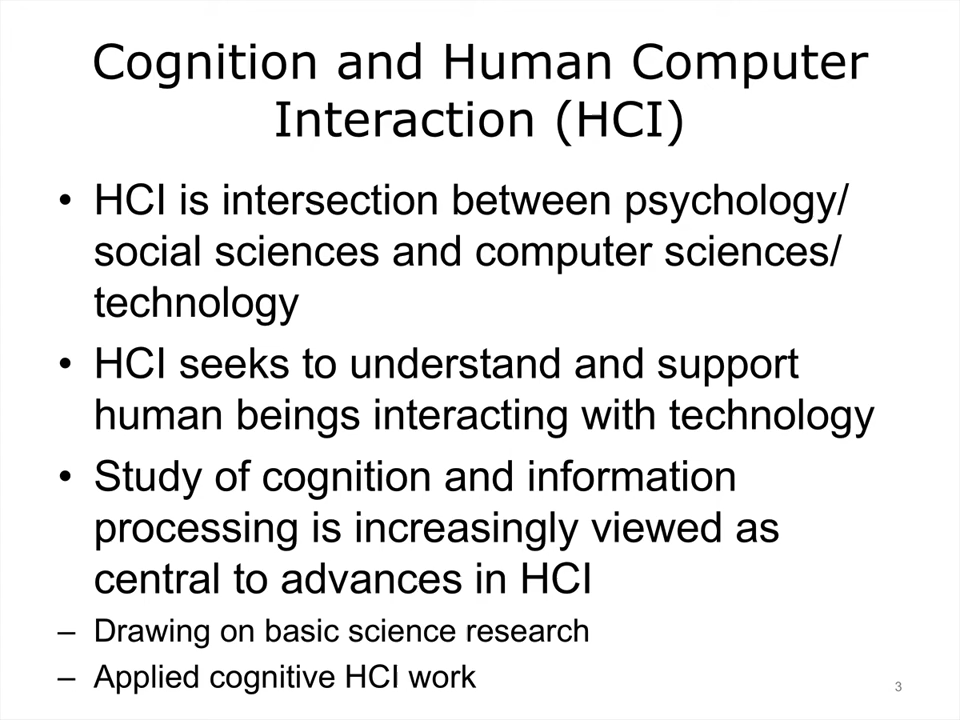 Cognition and Human Computer
Interaction (HCI)
• HCI is intersection between psychology/
social sciences and computer sciences/
technology
• HCI seeks to understand and support
human beings interacting with technology
• Study of cognition and information
processing is increasingly viewed as
central to advances in HCI
– Drawing on basic science research
– Applied cognitive HCI work
3